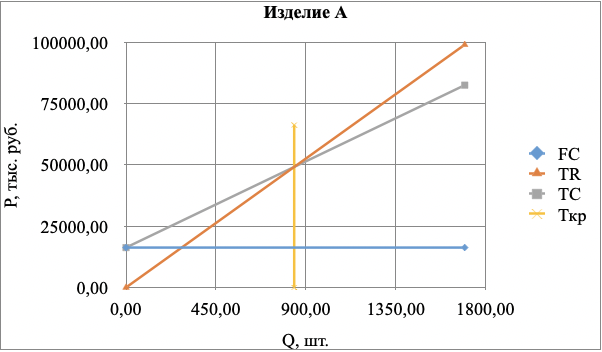 Изделие А
100000,00
75000,00
50000,00
25000,00
0,00
P, тыс. руб.
0,00 450,00 900,00 1350,00 1800,00
Q, шт.
FC
TR
TC
Ткр